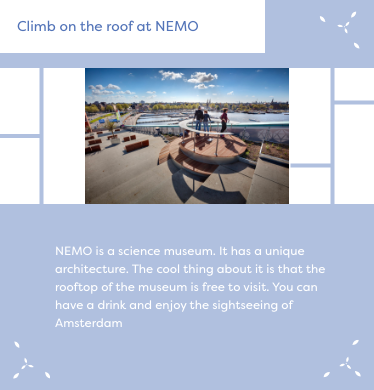 Climb on the roof at NEMO
NEMO is a science museum. It has a unique
architecture. The cool thing about it is that the
rooftop of the museum is free to visit. You can
have a drink and enjoy the sightseeing of
Amsterdam